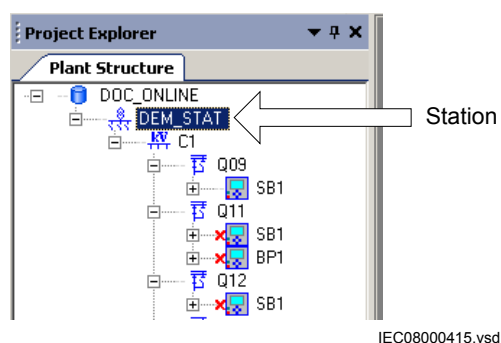 Project Explorer
Plant Structure
DOC_ONLINE
DEM_STAT
Station
C1
Q09
SB1
Q11
SB1
BP1
Q12
SB1
IEC08000415.vsd